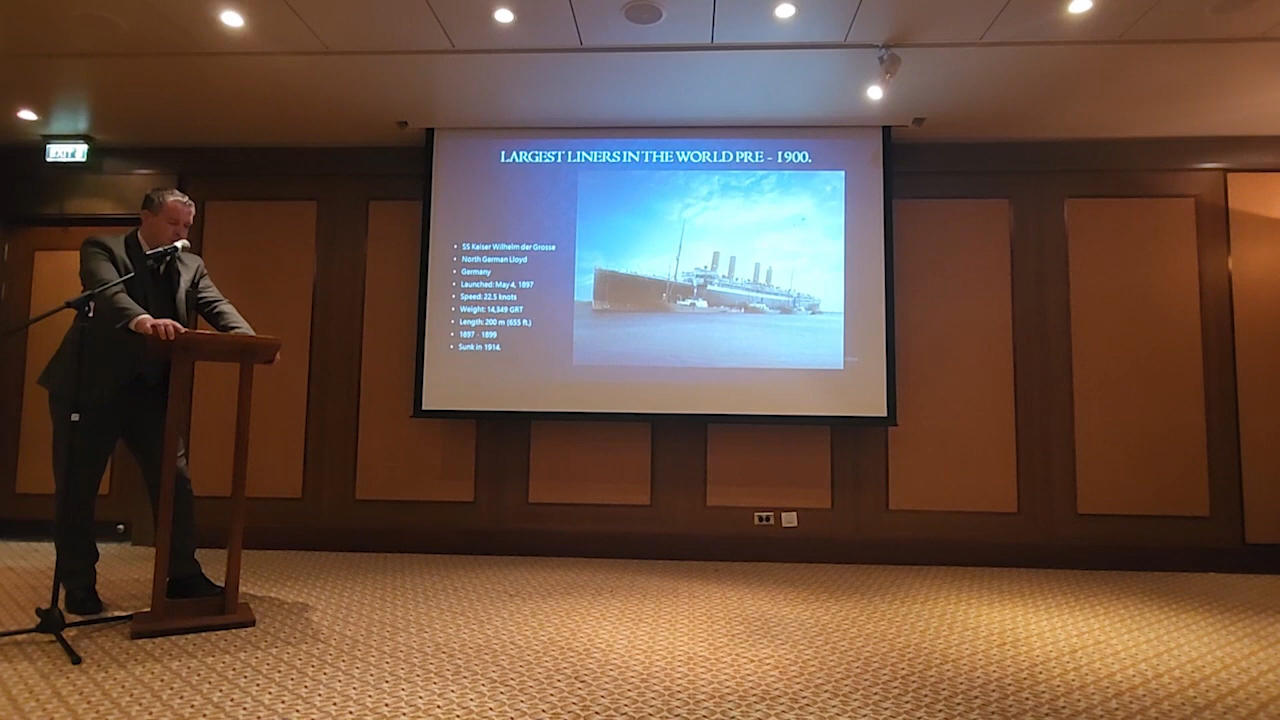 EXIT
LARGEST LINERS IN THE WORLD PRE - 1900.
• SS Kaiser Wilhelm der Grosse
• North German Lloyd
• Germany
• Launched: May 4, 1897
• Speed: 22.5 knots
• Weight: 14,349 GRT
• Length: 200 m (655 ft.)
• 1897 - 1899
• Sunk in 1914.